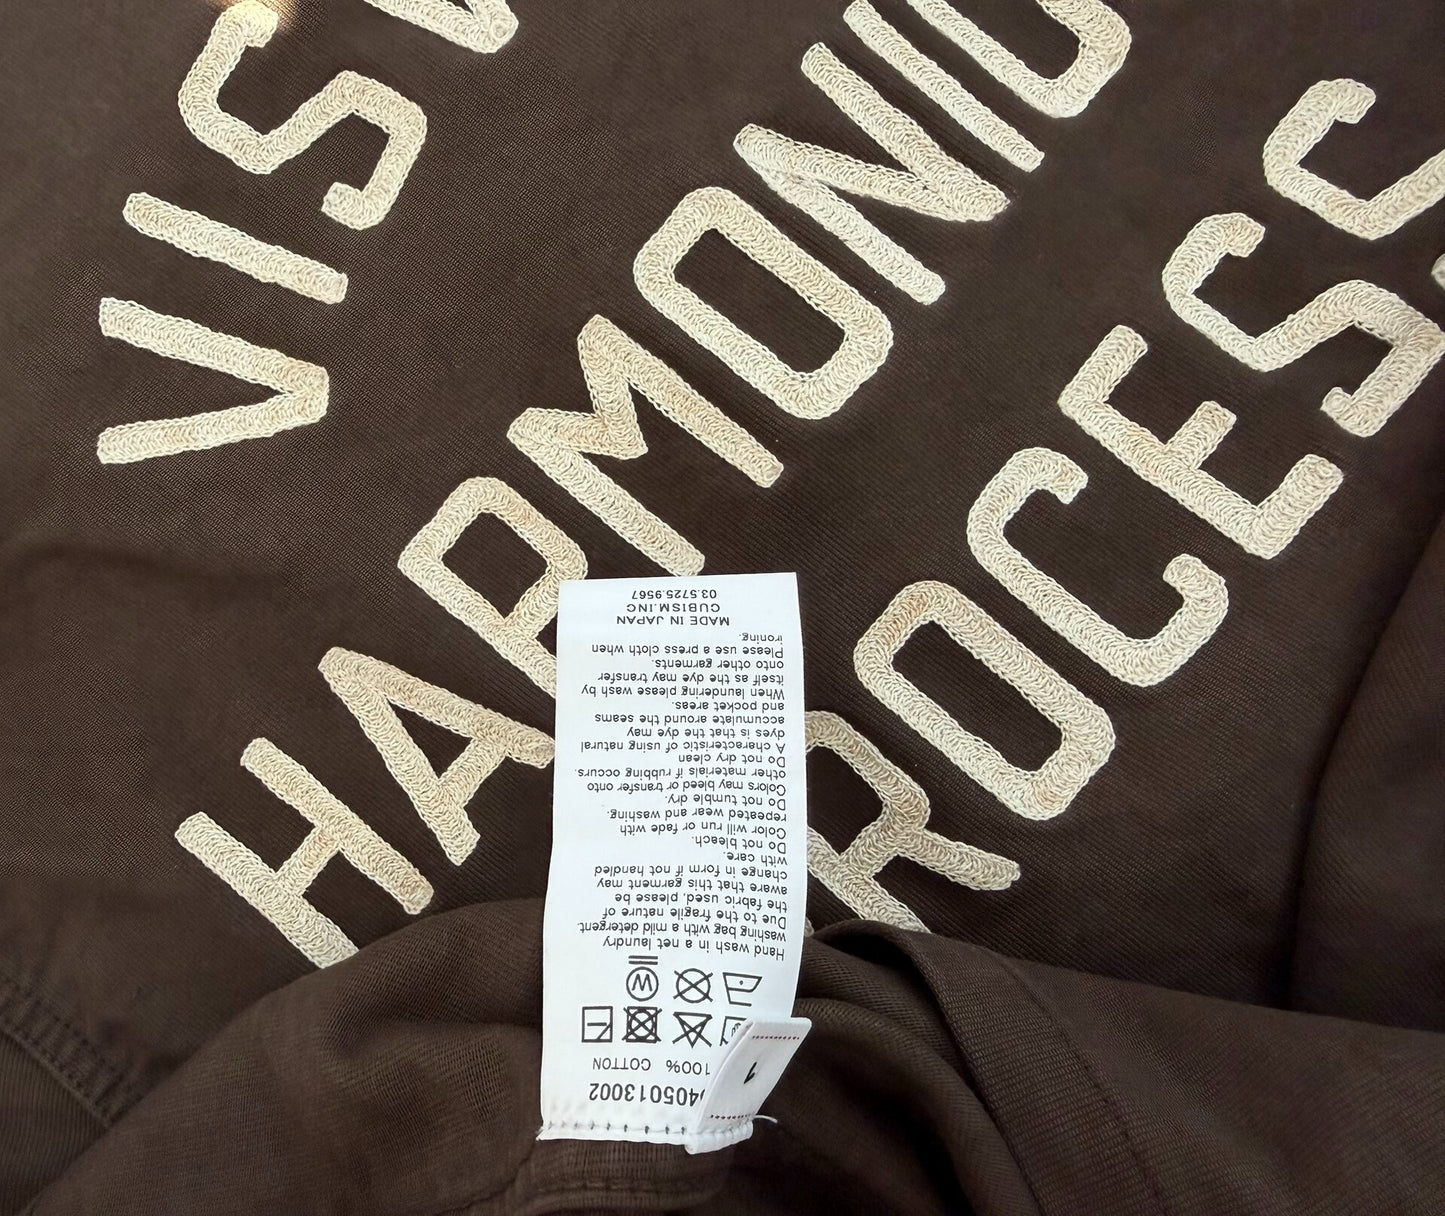 VISV
HARMONIO
ROCESS
405013002
100% COTTON
Hand wash in a net laundry
washing bag with a mild detergent.
Due to the fragile nature of
the fabric used, please be
aware that this garment may
change in form if not handled
with care.
Do not bleach.
Color will run or fade with
repeated wear and washing.
Do not tumble dry.
Colors may bleed or transfer onto
other materials if rubbing occurs.
Do not dry clean
A characteristic of using natural
dyes is that the dye may
accumulate around the seams
and pocket areas.
When laundering please wash by
itself as the dye may transfer
onto other garments.
Please use a press cloth when
ironing.
MADE IN JAPAN
CUBISM.INC
03.5725.9567
1